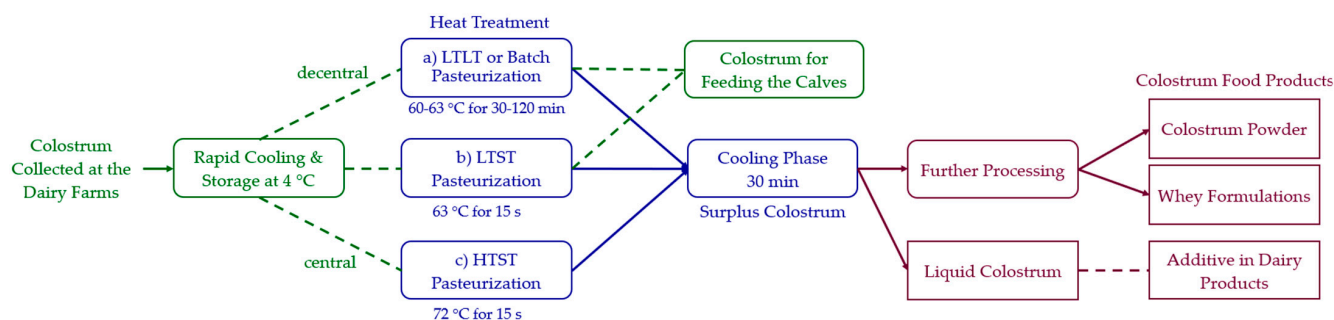 Colostrum
Collected at the
Dairy Farms
Rapid Cooling &
Storage at 4 °C
decentral
central
Heat Treatment
a) LTLT or Batch
Pasteurization
60-63 °C for 30-120 min
b) LTST
Pasteurization
63 °C for 15 s
c) HTST
Pasteurization
72 °C for 15 s
Colostrum for
Feeding the Calves
Cooling Phase
30 min
Surplus Colostrum
Further Processing
Liquid Colostrum
Colostrum Food Products
Colostrum Powder
Whey Formulations
Additive in Dairy
Products